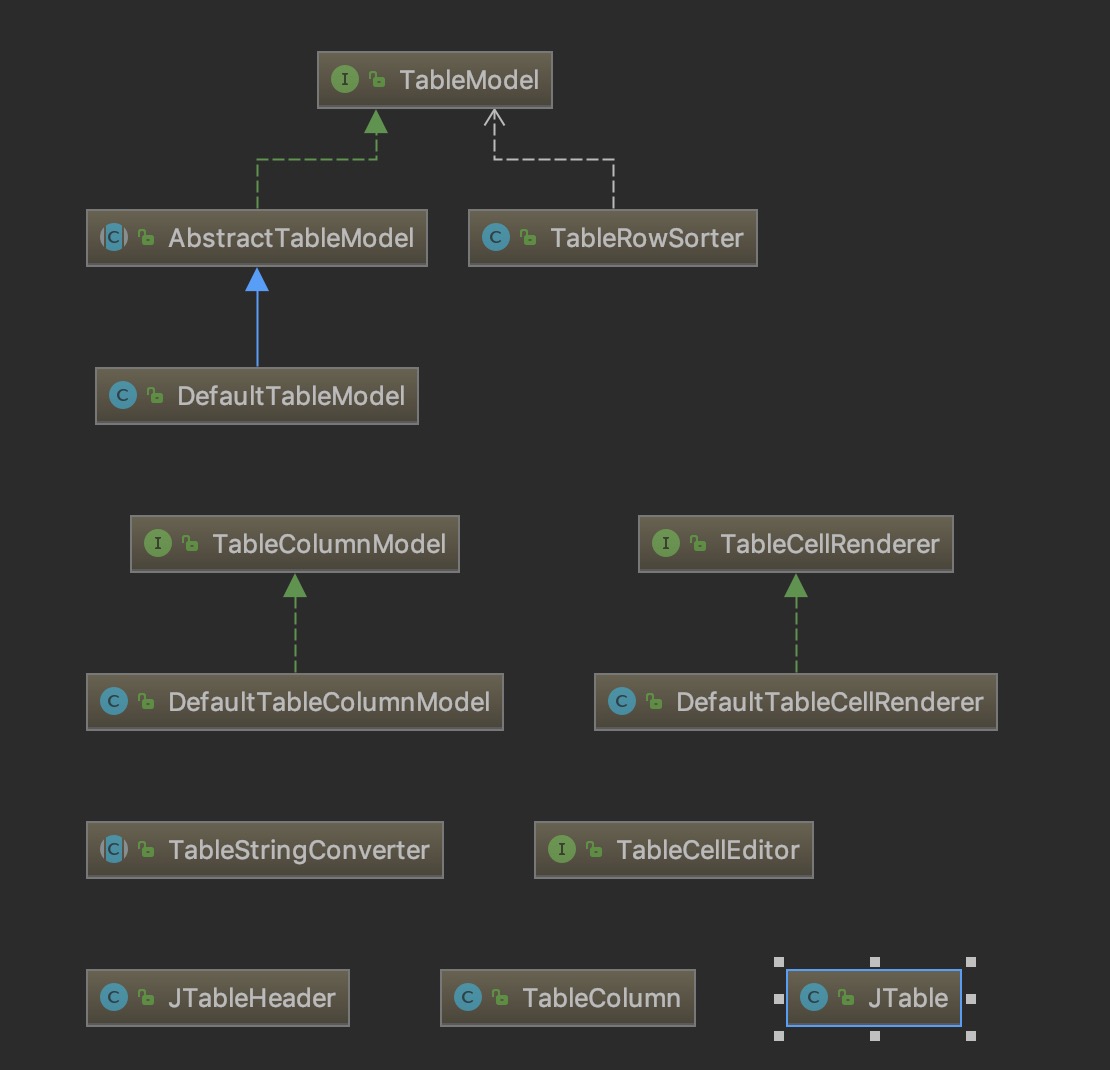 I TableModel
C AbstractTableModel
C TableRowSorter
C DefaultTableModel
I TableColumnModel
I TableCellRenderer
C DefaultTableColumnModel
C DefaultTableCellRenderer
C TableStringConverter
I TableCellEditor
C JTableHeader
C TableColumn
C JTable